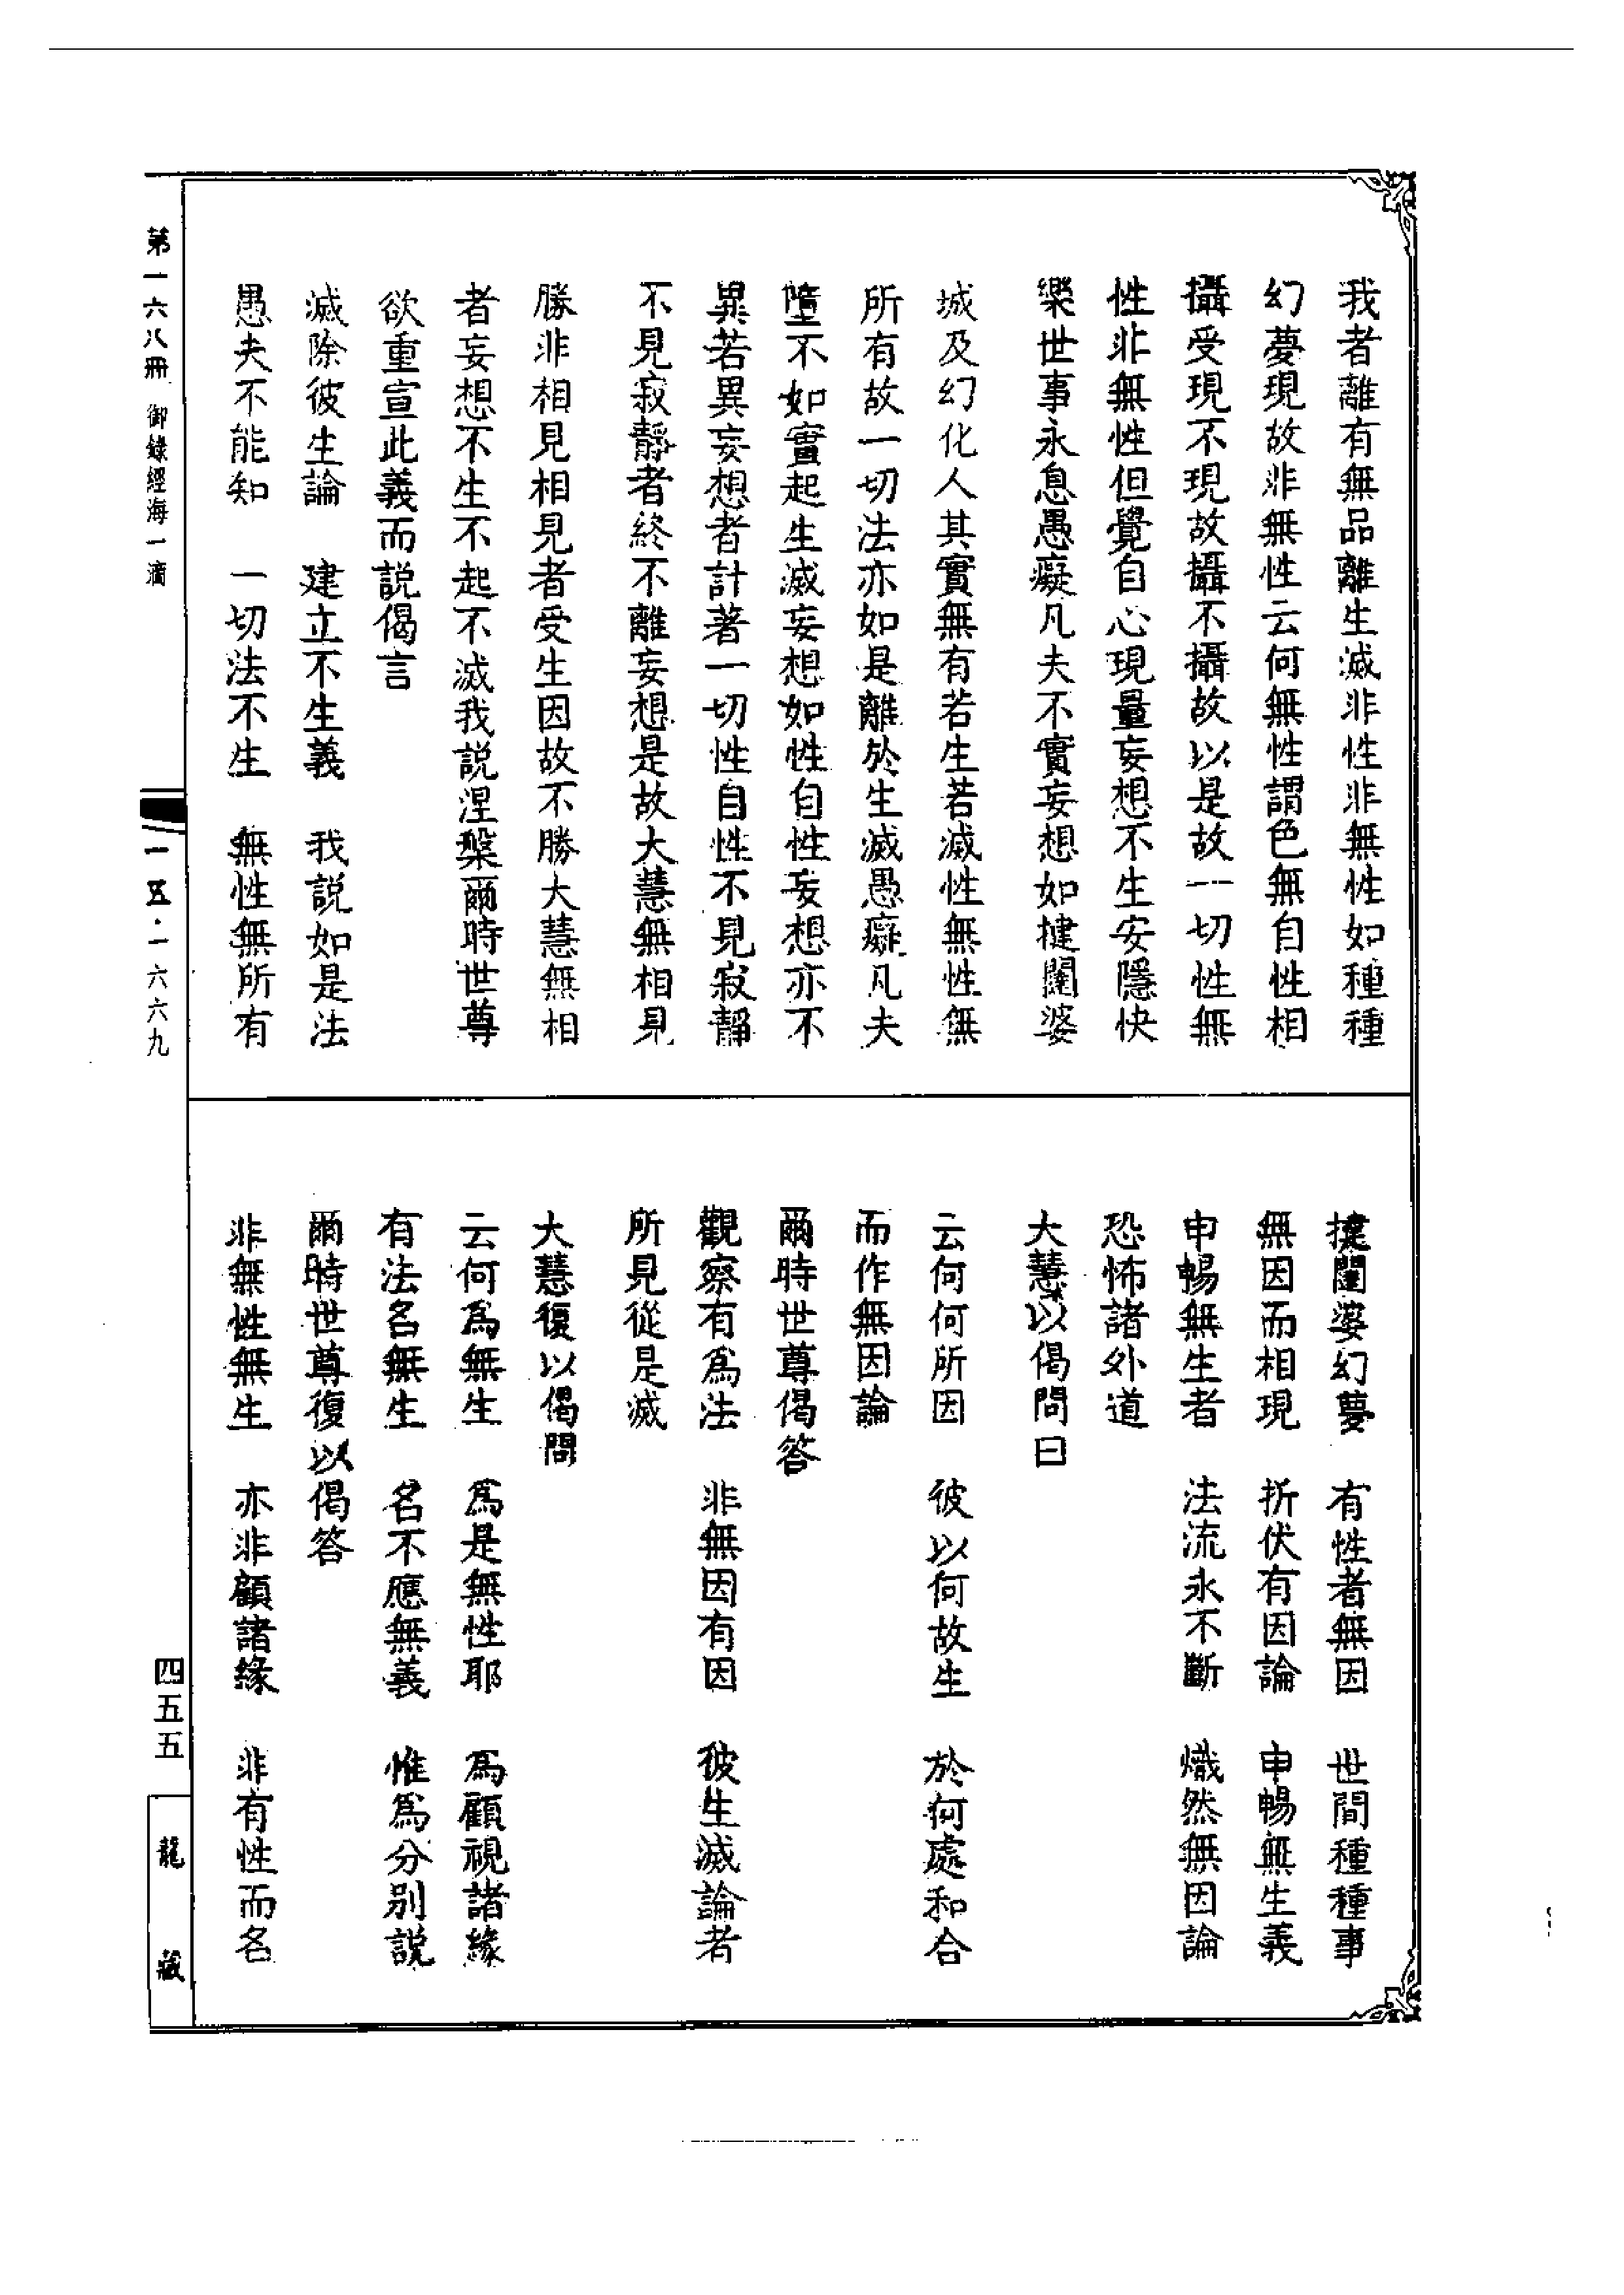 我者離有無品離生滅非性非無性如種種
幻夢現故非無性云何無性謂色無自性相
攝受現不現故攝不攝故以是故一切性無
性非無性但覺自心現量妄想不生安隱快
樂世事永息愚癡凡夫不實妄想如揵闥婆
城及幻化人其實無有若生若滅性無性無
所有故一切法亦如是離於生滅愚癡凡夫
墮不如實起生滅妄想如性自性妄想亦不
異若異妄想者計著一切性自性不見寂靜
不見寂靜者終不離妄想是故大慧無相見
勝非相見相見者受生因故不勝大慧無相
者妄想不生不起不滅我說涅槃爾時世尊
欲重宣此義而說偈言
滅除彼生論　建立不生義　我說如是法
愚夫不能知　一切法不生　無性無所有
揵闥婆幻夢　有性者無因　世間種種事
無因而相現　折伏有因論　申暢無生義
申暢無生者　法流永不斷　熾然無因論
恐怖諸外道
大慧以偈問曰
云何何所因　彼以何故生　於何處和合
而作無因論
爾時世尊偈答
觀察有為法　非無因有因　彼生滅論者
所見從是滅
大慧復以偈問
云何為無生　為是無性耶　為顧視諸緣
有法名無生　名不應無義　惟為分別說
爾時世尊復以偈答
非無性無生　亦非顧諸緣　非有性而名
第一六八冊 御錄經海一滴
一五·一六六九
四五五
龍藏